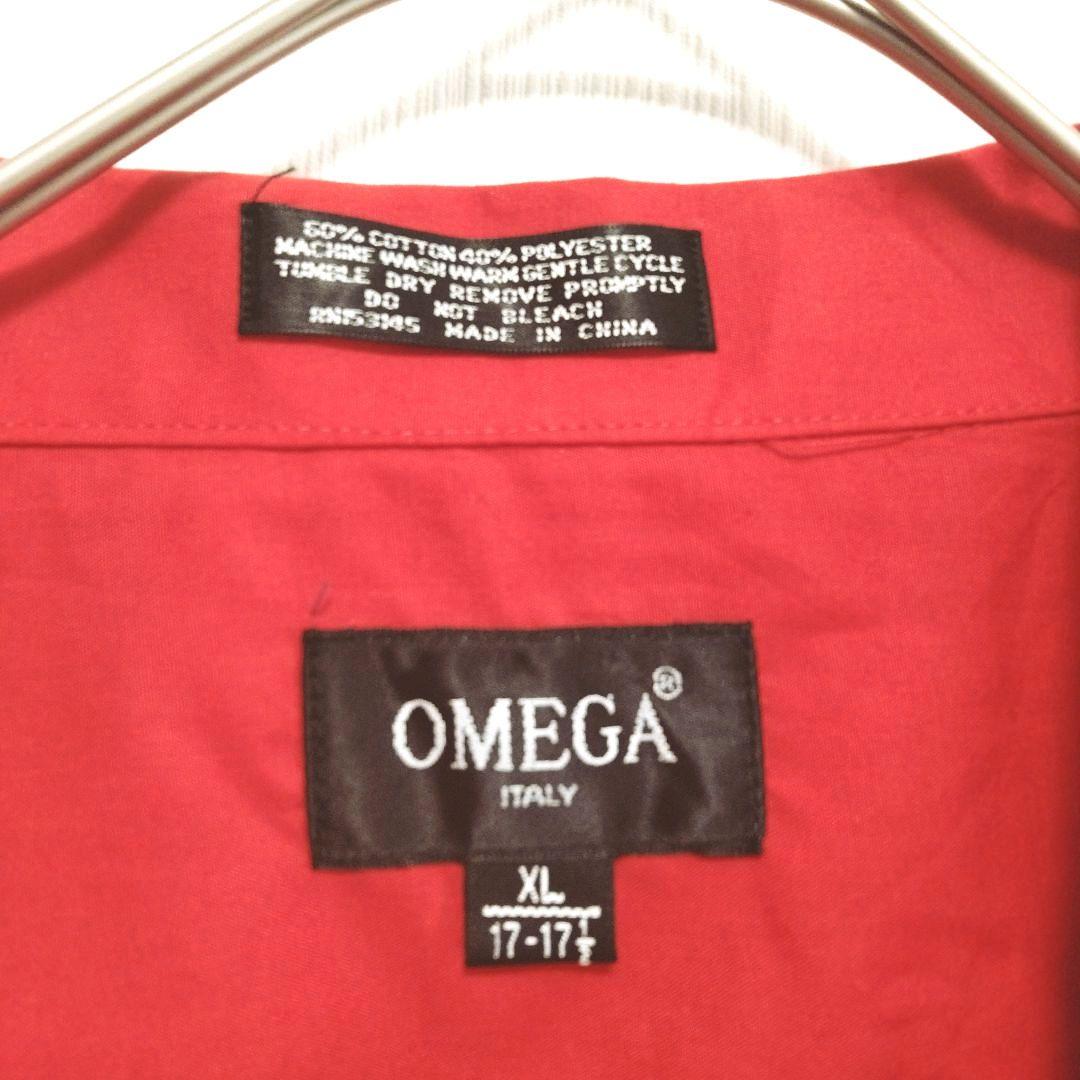 60% COTTON 40% POLYESTER
MACHINE WASH WARM GENTLE CYCLE
TUMBLE DRY REMOVE PROMPTLY
DO NOT BLEACH
RN153145 MADE IN CHINA
OMEGA®
ITALY
XL
17-17½